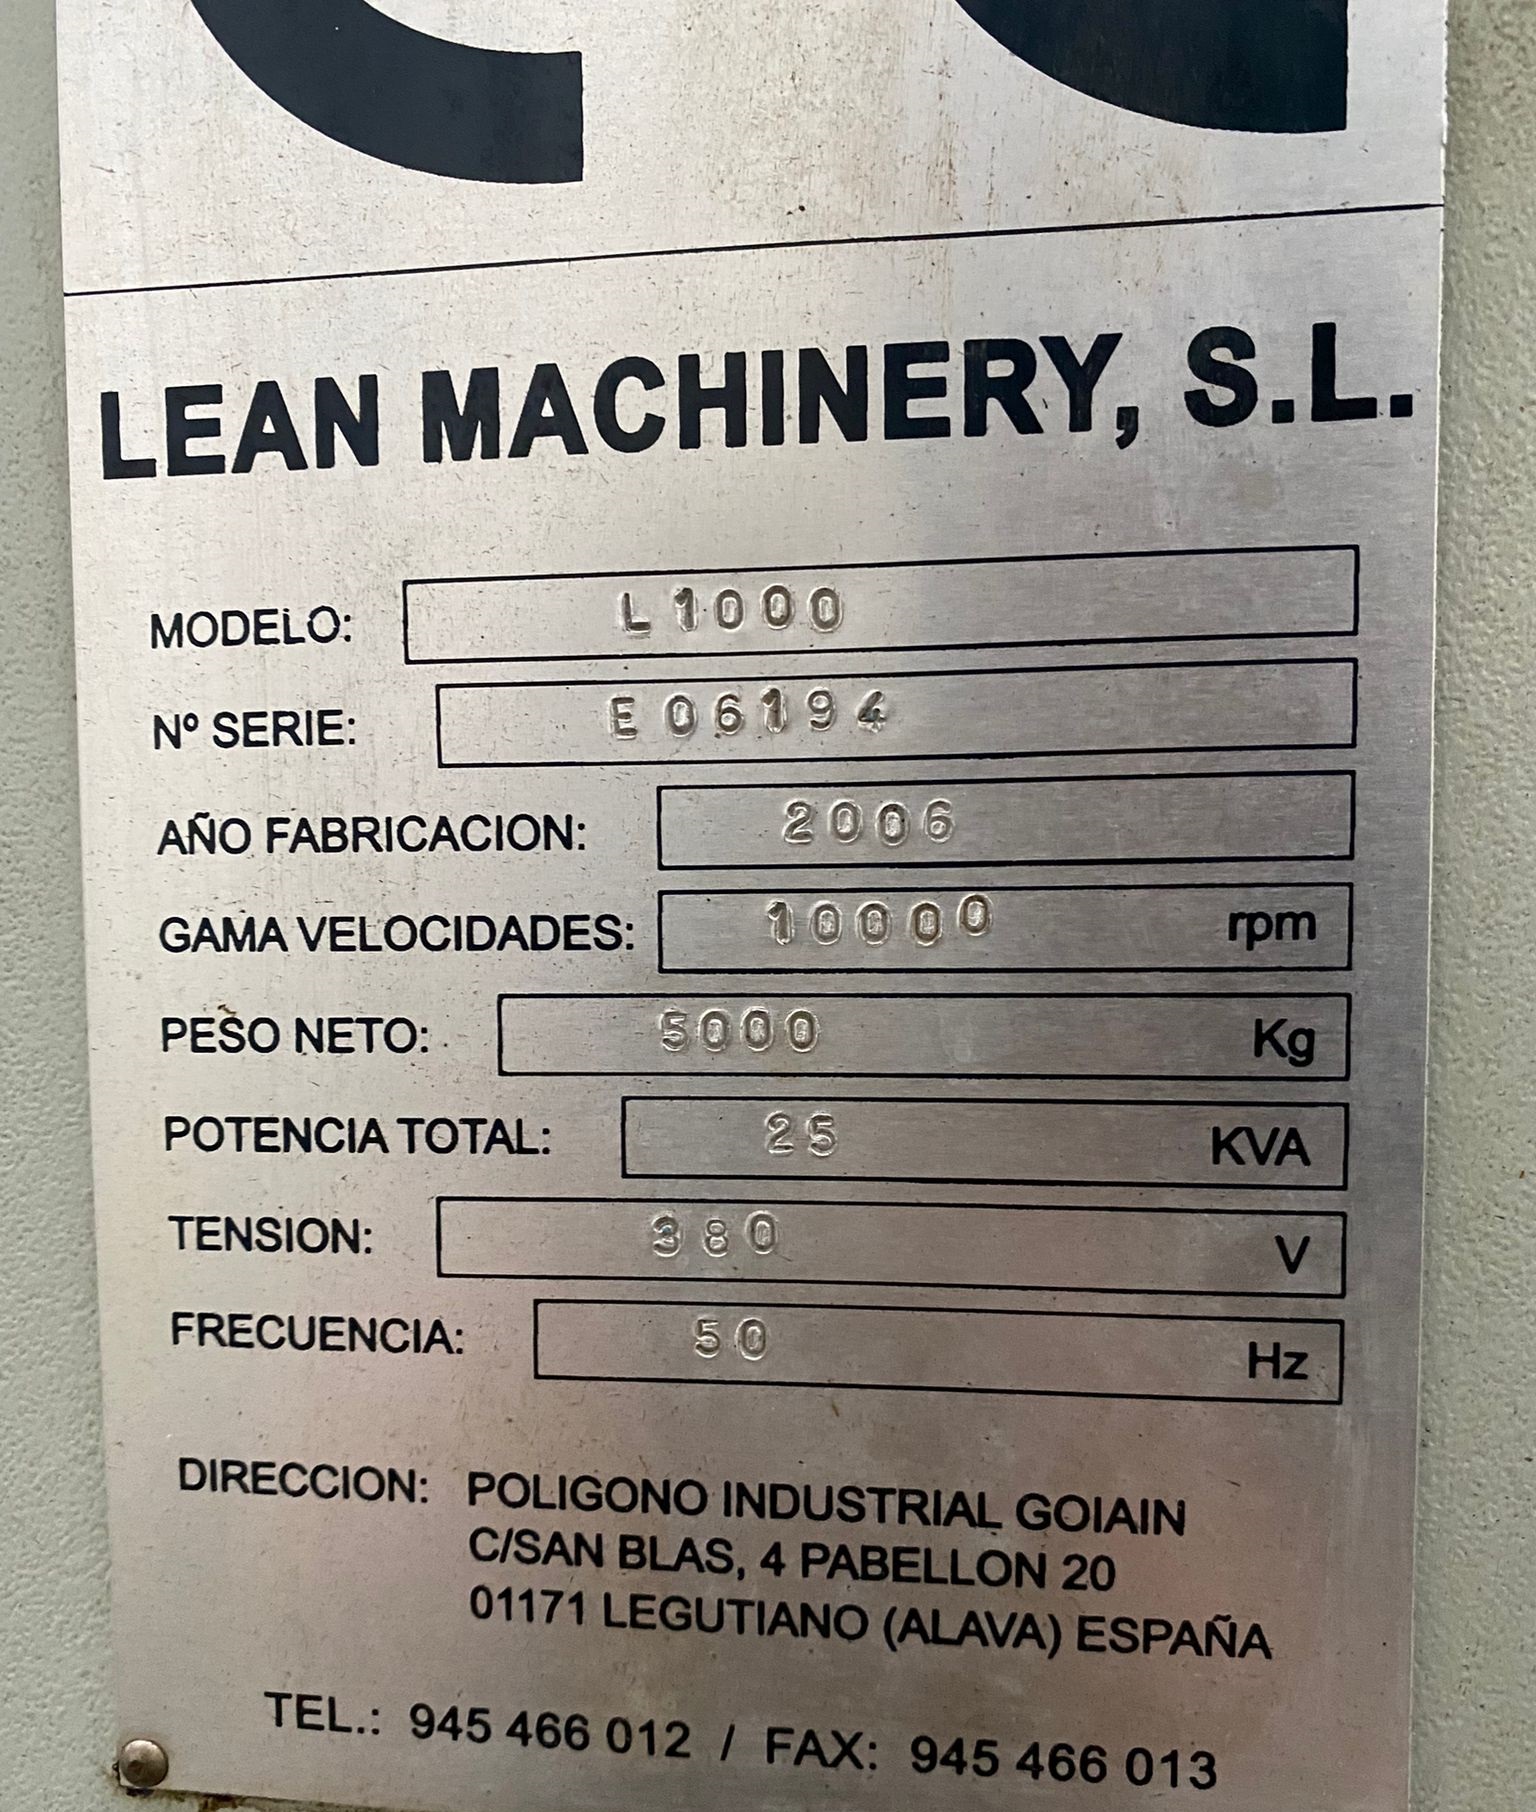 LEAN MACHINERY, S.L.
MODELO: L1000
Nº SERIE: E06194
AÑO FABRICACION: 2006
GAMA VELOCIDADES: 10000 rpm
PESO NETO: 5000 Kg
POTENCIA TOTAL: 25 KVA
TENSION: 380 V
FRECUENCIA: 50 Hz
DIRECCION: POLIGONO INDUSTRIAL GOIAIN
C/SAN BLAS, 4 PABELLON 20
01171 LEGUTIANO (ALAVA) ESPAÑA
TEL.: 945 466 012 / FAX: 945 466 013